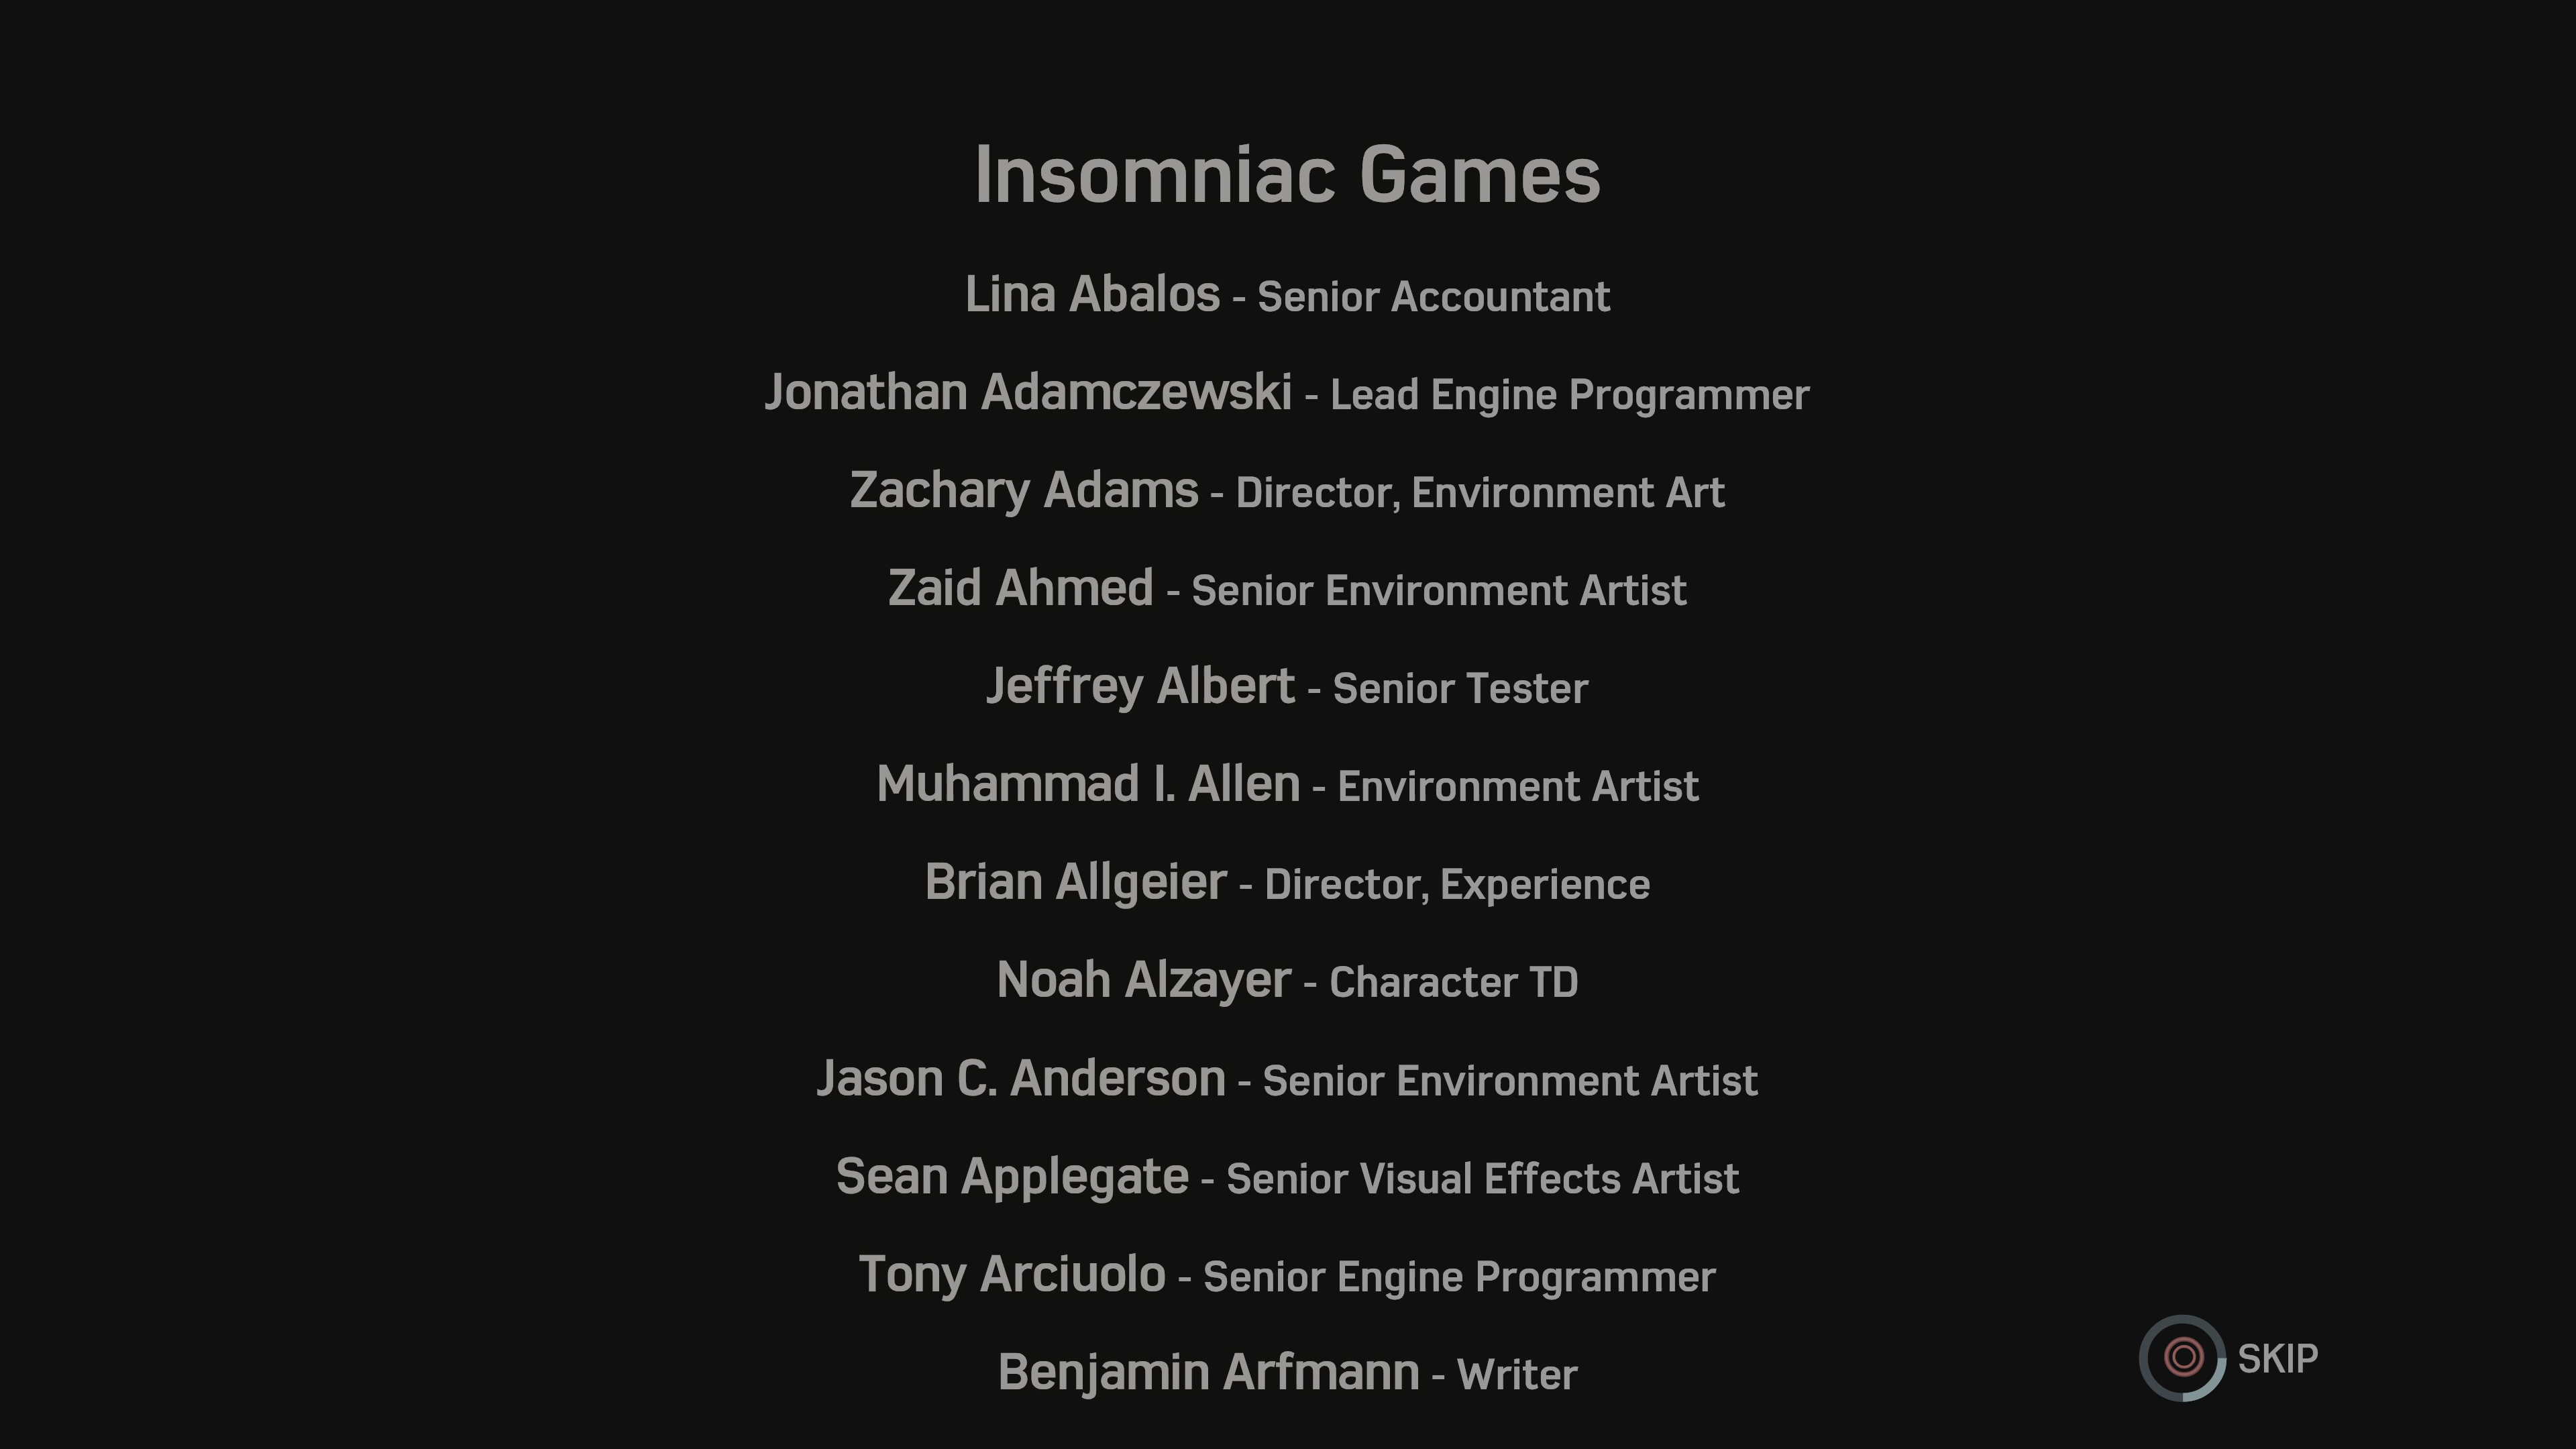 Insomniac Games
Lina Abalos - Senior Accountant
Jonathan Adamczewski - Lead Engine Programmer
Zachary Adams - Director, Environment Art
Zaid Ahmed - Senior Environment Artist
Jeffrey Albert - Senior Tester
Muhammad I. Allen - Environment Artist
Brian Allgeier - Director, Experience
Noah Alzayer - Character TD
Jason C. Anderson - Senior Environment Artist
Sean Applegate - Senior Visual Effects Artist
Tony Arciuolo - Senior Engine Programmer
Benjamin Arfmann - Writer
SKIP